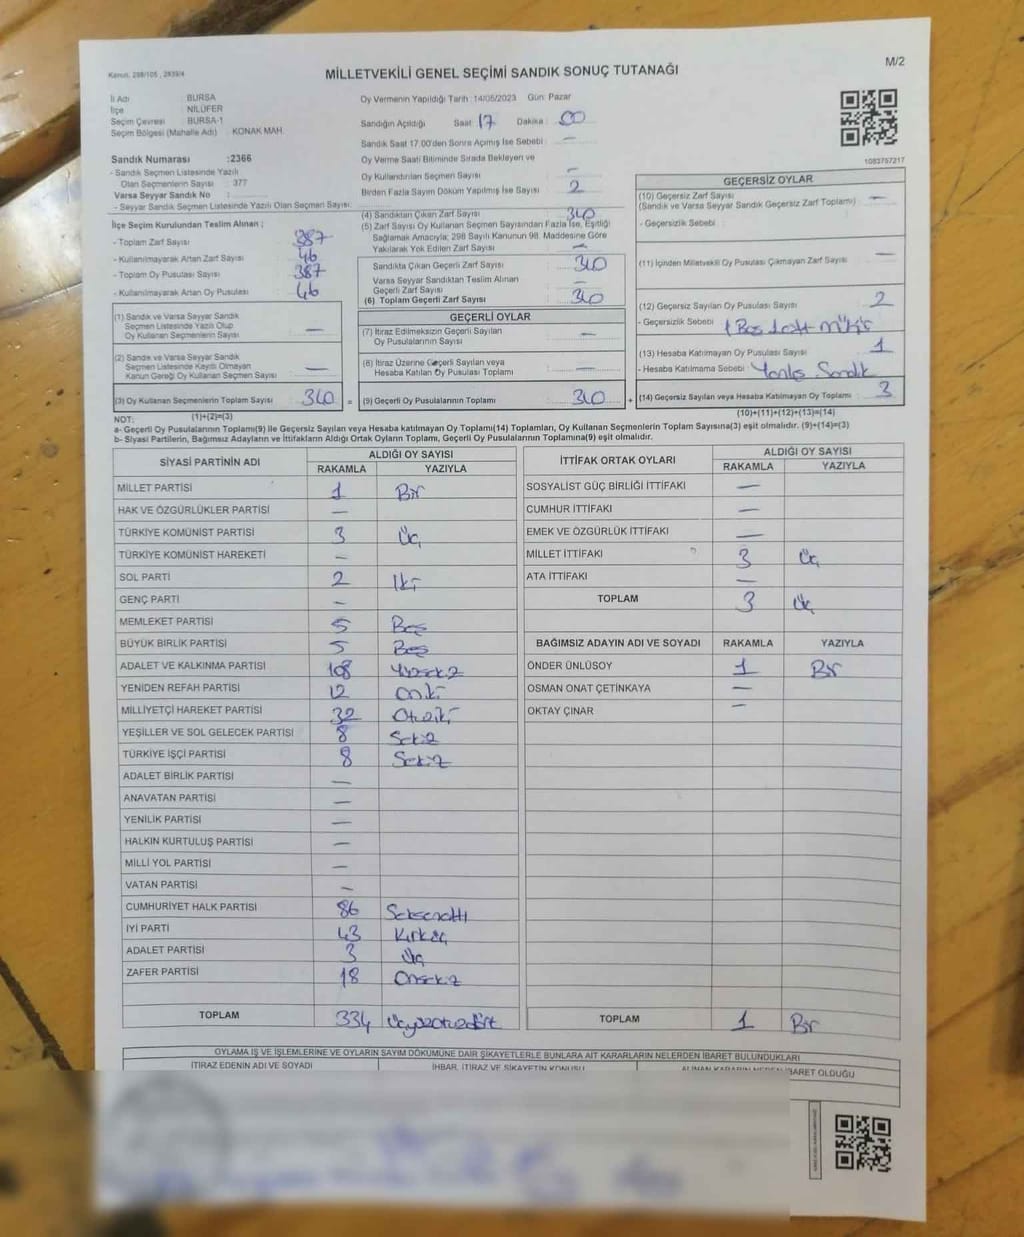 Kanun, 298/105 , 2839/4
MİLLETVEKİLİ GENEL SEÇİMİ SANDIK SONUÇ TUTANAĞI
M/2
İl Adı : BURSA
İlçe : NİLÜFER
Seçim Çevresi : BURSA-1
Seçim Bölgesi (Mahalle Adı) : KONAK MAH.
Oy Vermenin Yapıldığı Tarih :14/05/2023 Gün: Pazar
Sandığın Açıldığı Saat: 17 Dakika: 00
Sandık Saat 17.00'den Sonra Açılmış İse Sebebi : –
Oy Verme Saati Bitiminde Sırada Bekleyen ve
Oy Kullandırılan Seçmen Sayısı : –
Birden Fazla Sayım Döküm Yapılmış İse Sayısı : 2
1083757217
Sandık Numarası :2366
- Sandık Seçmen Listesinde Yazılı
Olan Seçmenlerin Sayısı : 377
Varsa Seyyar Sandık No :
- Seyyar Sandık Seçmen Listesinde Yazılı Olan Seçmen Sayısı:
İlçe Seçim Kurulundan Teslim Alınan ;
- Toplam Zarf Sayısı : 387
- Kullanılmayarak Artan Zarf Sayısı : 46
- Toplam Oy Pusulası Sayısı : 387
- Kullanılmayarak Artan Oy Pusulası : 46
(4) Sandıktan Çıkan Zarf Sayısı : 340
(5) Zarf Sayısı Oy Kullanan Seçmen Sayısından Fazla İse, Eşitliği
Sağlamak Amacıyla; 298 Sayılı Kanunun 98. Maddesine Göre
Yakılarak Yok Edilen Zarf Sayısı : –
Sandıkta Çıkan Geçerli Zarf Sayısı : 340
Varsa Seyyar Sandıktan Teslim Alınan
Geçerli Zarf Sayısı : –
(6) Toplam Geçerli Zarf Sayısı : 340
GEÇERSİZ OYLAR
(10) Geçersiz Zarf Sayısı : –
(Sandık ve Varsa Seyyar Sandık Geçersiz Zarf Toplamı)
- Geçersizlik Sebebi :
(11) İçinden Milletvekili Oy Pusulası Çıkmayan Zarf Sayısı : –
(12) Geçersiz Sayılan Oy Pusulası Sayısı : 2
- Geçersizlik Sebebi : 1 Boş
(13) Hesaba Katılmayan Oy Pusulası Sayısı : 1
- Hesaba Katılmama Sebebi : Yanlış Sandık
(14) Geçersiz Sayılan veya Hesaba Katılmayan Oy Toplamı : 3
(10)+(11)+(12)+(13)=(14)
(1) Sandık ve Varsa Seyyar Sandık
Seçmen Listesinde Yazılı Olup
Oy Kullanan Seçmenlerin Sayısı : –
(2) Sandık ve Varsa Seyyar Sandık
Seçmen Listesinde Kayıtlı Olmayan
Kanun Gereği Oy Kullanan Seçmen Sayısı : –
(3) Oy Kullanan Seçmenlerin Toplam Sayısı : 340 =
(1)+(2)=(3)
GEÇERLİ OYLAR
(7) İtiraz Edilmeksizin Geçerli Sayılan
Oy Pusulalarının Sayısı : –
(8) İtiraz Üzerine Geçerli Sayılan veya
Hesaba Katılan Oy Pusulası Toplamı : –
(9) Geçerli Oy Pusulalarının Toplamı : 340 +
NOT:
a- Geçerli Oy Pusulalarının Toplamı(9) ile Geçersiz Sayılan veya Hesaba katılmayan Oy Toplamı(14) Toplamları, Oy Kullanan Seçmenlerin Toplam Sayısına(3) eşit olmalıdır. (9)+(14)=(3)
b- Siyasi Partilerin, Bağımsız Adayların ve İttifakların Aldığı Ortak Oyların Toplamı, Geçerli Oy Pusulalarının Toplamına(9) eşit olmalıdır.
SİYASİ PARTİNİN ADI
ALDIĞI OY SAYISI
RAKAMLA YAZIYLA
MİLLET PARTİSİ 1 Bir
HAK VE ÖZGÜRLÜKLER PARTİSİ –
TÜRKİYE KOMÜNİST PARTİSİ 3 Üç
TÜRKİYE KOMÜNİST HAREKETİ –
SOL PARTİ 2 İki
GENÇ PARTİ –
MEMLEKET PARTİSİ 5 Beş
BÜYÜK BİRLİK PARTİSİ 5 Beş
ADALET VE KALKINMA PARTİSİ 108 Yüzsekiz
YENİDEN REFAH PARTİSİ 12 oniki
MİLLİYETÇİ HAREKET PARTİSİ 32 Otuziki
YEŞİLLER VE SOL GELECEK PARTİSİ 8 Sekiz
TÜRKİYE İŞÇİ PARTİSİ 8 Sekiz
ADALET BİRLİK PARTİSİ –
ANAVATAN PARTİSİ –
YENİLİK PARTİSİ –
HALKIN KURTULUŞ PARTİSİ –
MİLLİ YOL PARTİSİ –
VATAN PARTİSİ –
CUMHURİYET HALK PARTİSİ 86 Seksenaltı
İYİ PARTİ 43 Kırküç
ADALET PARTİSİ 3 Üç
ZAFER PARTİSİ 18 Onsekiz
TOPLAM 334 Üçyüzotuzdört
İTTİFAK ORTAK OYLARI
ALDIĞI OY SAYISI
RAKAMLA YAZIYLA
SOSYALİST GÜÇ BİRLİĞİ İTTİFAKI –
CUMHUR İTTİFAKI –
EMEK VE ÖZGÜRLÜK İTTİFAKI –
MİLLET İTTİFAKI 3 Üç
ATA İTTİFAKI –
TOPLAM 3 Üç
BAĞIMSIZ ADAYIN ADI VE SOYADI RAKAMLA YAZIYLA
ÖNDER ÜNLÜSOY 1 Bir
OSMAN ONAT ÇETİNKAYA –
OKTAY ÇINAR –
TOPLAM 1 Bir
OYLAMA İŞ VE İŞLEMLERİNE VE OYLARIN SAYIM DÖKÜMÜNE DAİR ŞİKAYETLERLE BUNLARA AİT KARARLARIN NELERDEN İBARET BULUNDUKLARI
İTİRAZ EDENİN ADI VE SOYADI İHBAR, İTİRAZ VE ŞİKAYETİN KONUSU ALINAN KARARIN NEDEN İBARET OLDUĞU